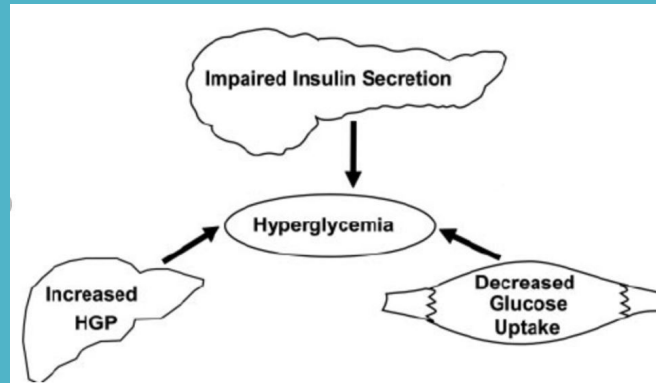 Impaired Insulin Secretion
Hyperglycemia
Increased
HGP
Decreased
Glucose
Uptake